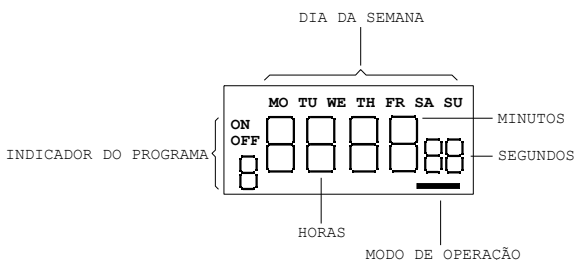 DIA DA SEMANA
MO TU WE TH FR SA SU
ON
OFF
MINUTOS
INDICADOR DO PROGRAMA
SEGUNDOS
HORAS
MODO DE OPERACÃO